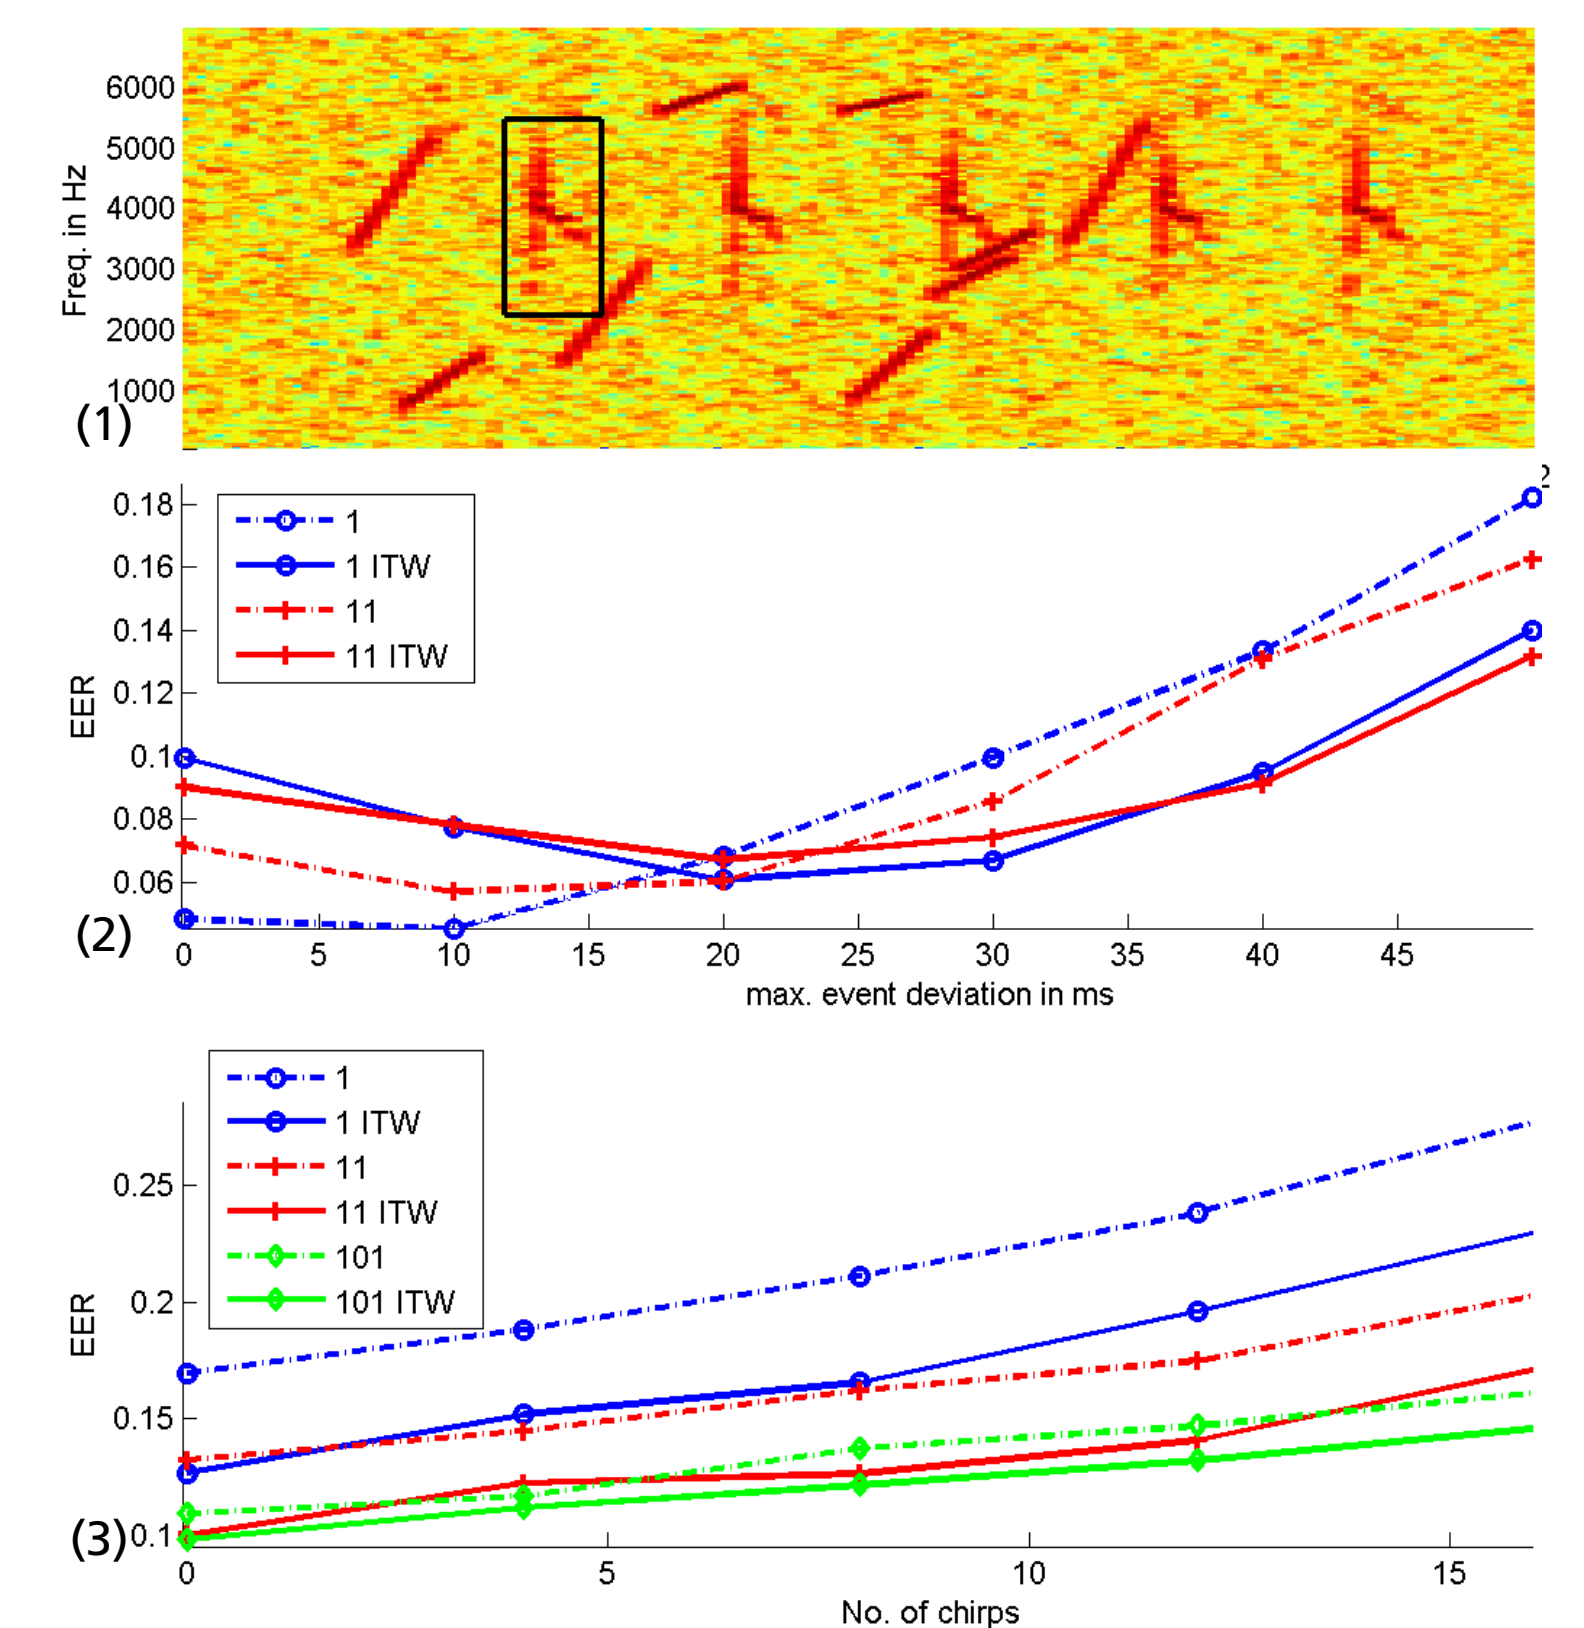 6000
5000
4000
3000
2000
1000
Freq. in Hz
(1)
2
0.18
0.16
0.14
0.12
0.1
0.08
0.06
EER
1
1 ITW
11
11 ITW
(2)
0 5 10 15 20 25 30 35 40 45
max. event deviation in ms
1
1 ITW
11
11 ITW
101
101 ITW
0.25
0.2
0.15
0.1
EER
(3)
0 5 10 15
No. of chirps